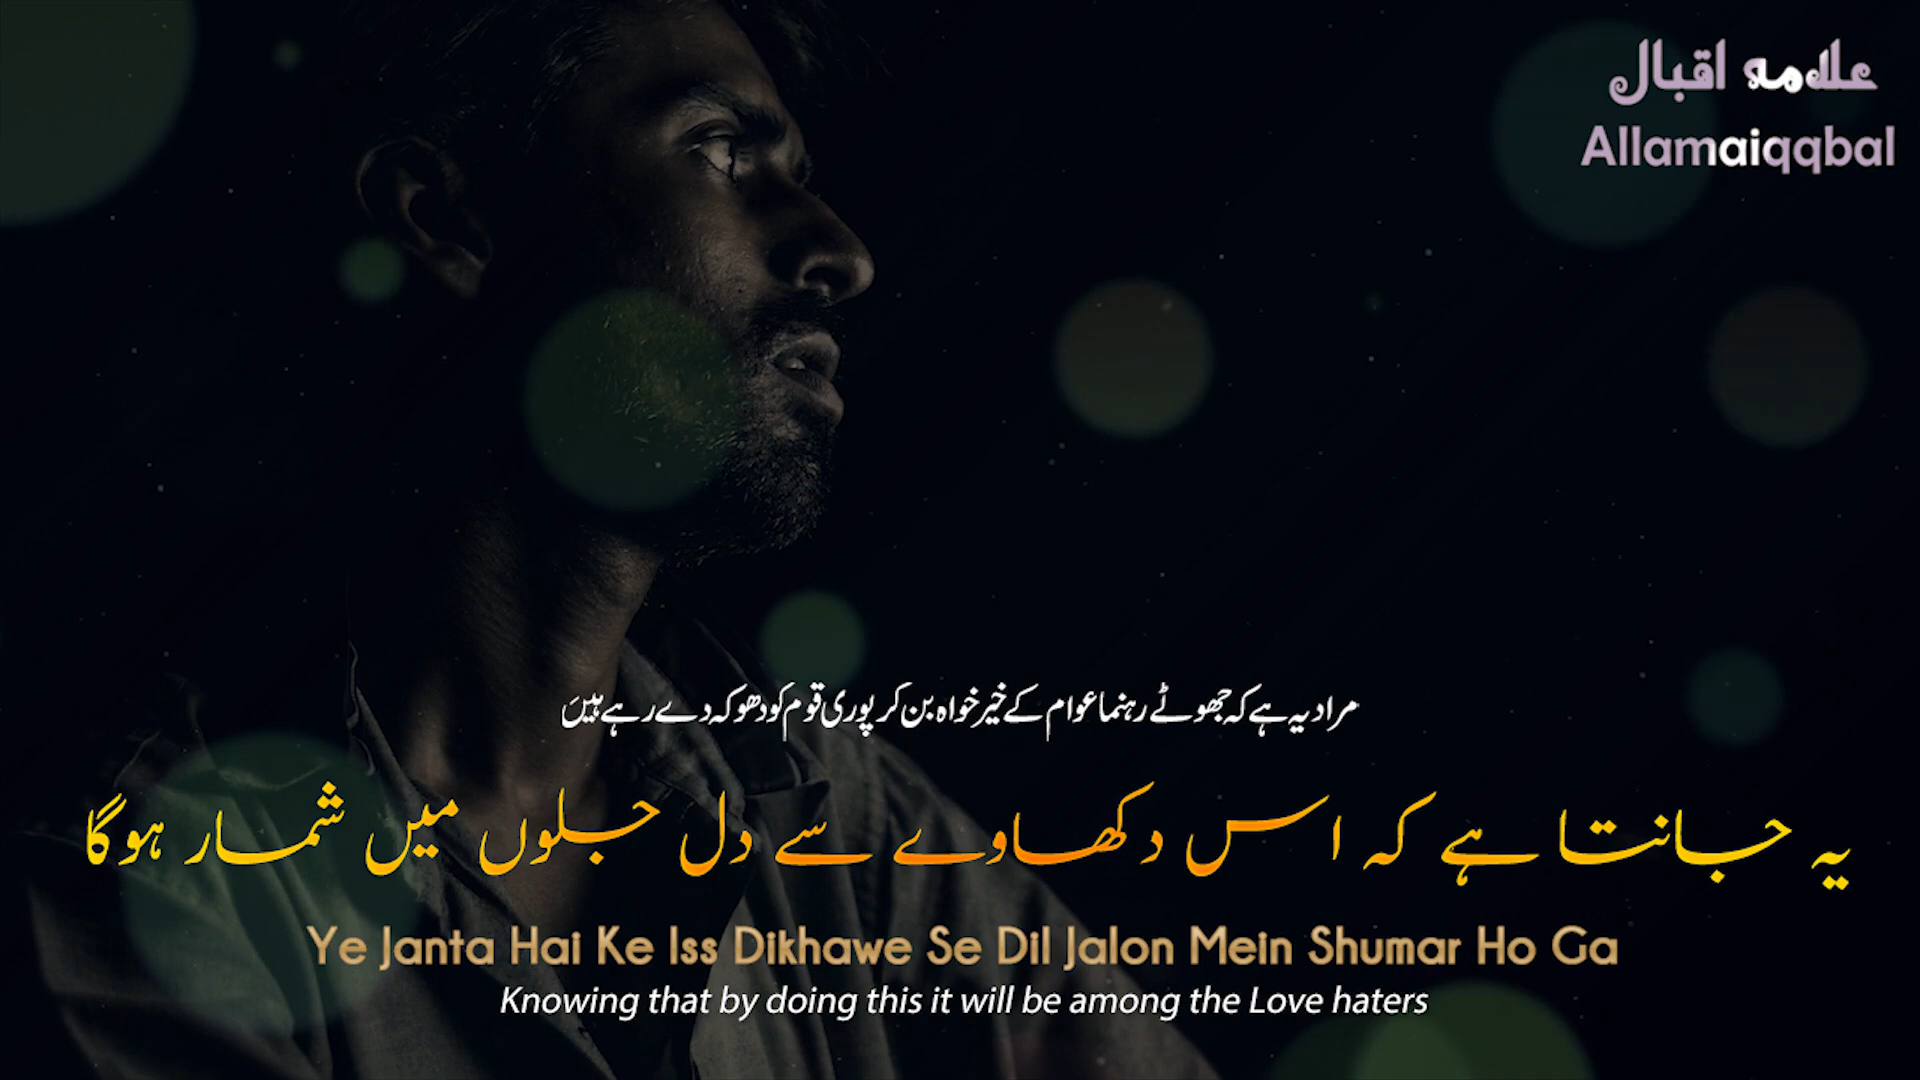 علامہ اقبال
Allamaiqqbal
مراد یہ ہے کہ جھوٹے رہنما عوام کے خیر خواہ بن کر پوری قوم کو دھوکہ دے رہے ہیں
یہ جانتا ہے کہ اس دکھاوے سے دل جلوں میں شمار ہوگا
Ye Janta Hai Ke Iss Dikhawe Se Dil Jalon Mein Shumar Ho Ga
Knowing that by doing this it will be among the Love haters